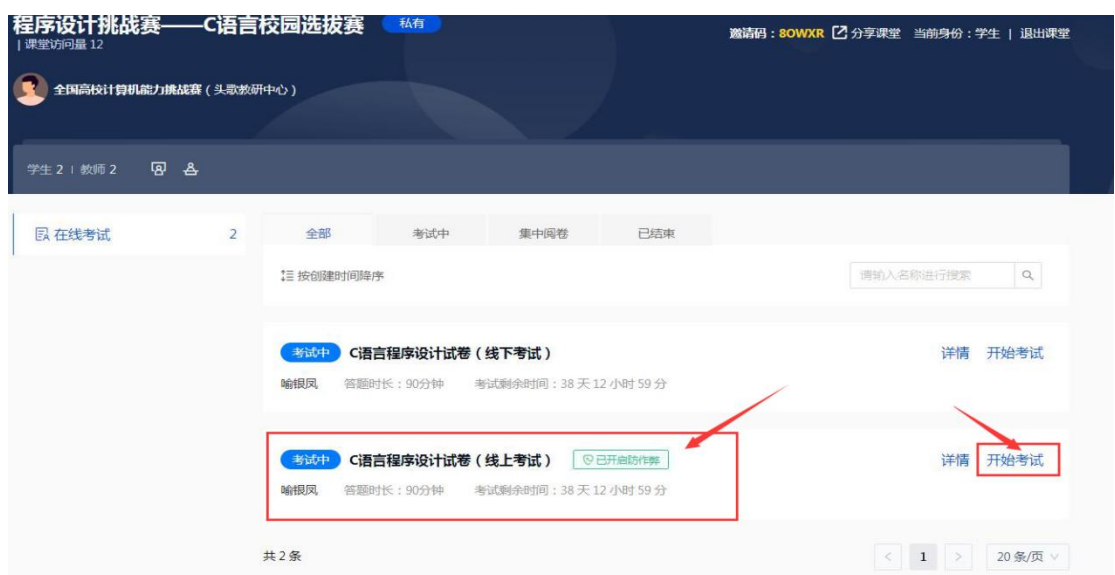 程序设计挑战赛——C语言校园选拔赛 私有
邀请码：8OWXR 分享课堂 当前身份：学生 | 退出课堂
| 课堂访问量 12
全国高校计算机能力挑战赛（头歌教研中心）
学生 2 | 教师 2
在线考试 2
全部 考试中 集中阅卷 已结束
按创建时间降序
请输入名称进行搜索
考试中 C语言程序设计试卷（线下考试） 详情 开始考试
喻银凤 答题时长：90分钟 考试剩余时间：38 天 12 小时 59 分
考试中 C语言程序设计试卷（线上考试） 已开启防作弊 详情 开始考试
喻银凤 答题时长：90分钟 考试剩余时间：38 天 12 小时 59 分
共 2 条 < 1 > 20 条/页